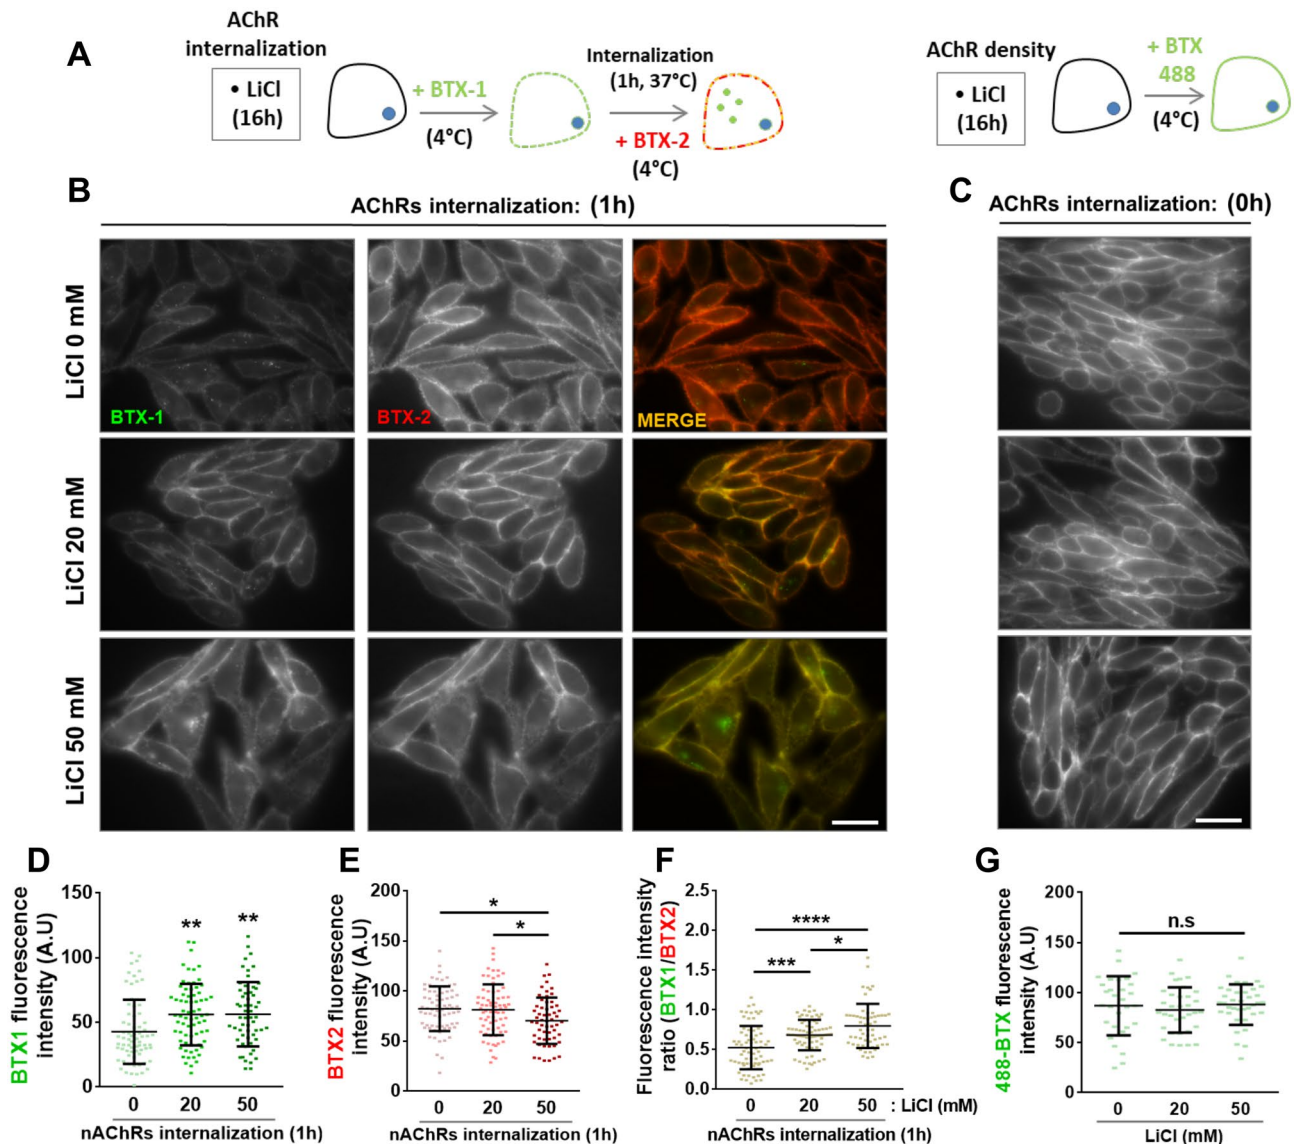 A
AChR
internalization
• LiCl
(16h)
+ BTX-1
(4°C)
Internalization
(1h, 37°C)
+ BTX-2
(4°C)
AChR density
• LiCl
(16h)
+ BTX
488
(4°C)
B
AChRs internalization: (1h)
LiCl 0 mM
BTX-1
BTX-2
MERGE
LiCl 20 mM
LiCl 50 mM
C
AChRs internalization: (0h)
D
BTX1 fluorescence
intensity (A.U)
150
100
50
0
**
**
0 20 50
nAChRs internalization (1h)
E
BTX2 fluorescence
intensity (A.U)
200
150
100
50
0
*
*
0 20 50
nAChRs internalization (1h)
F
Fluorescence intensity
ratio (BTX1/BTX2)
2.5
2.0
1.5
1.0
0.5
0.0
****
*
***
0 20 50 : LiCl (mM)
nAChRs internalization (1h)
G
488-BTX fluorescence
intensity (A.U)
200
150
100
50
0
n.s
0 20 50
LiCl (mM)